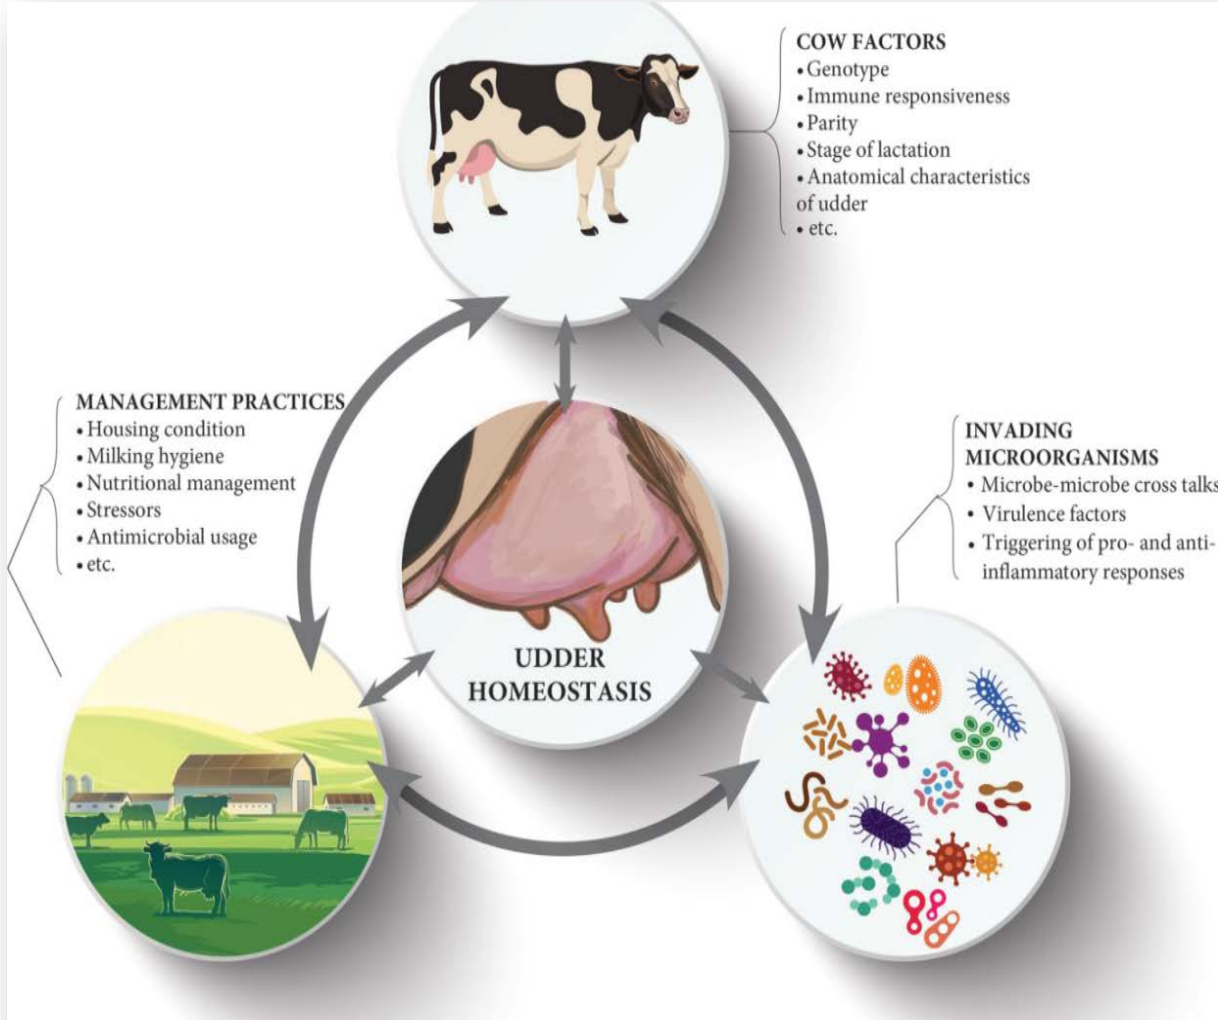 COW FACTORS
• Genotype
• Immune responsiveness
• Parity
• Stage of lactation
• Anatomical characteristics
of udder
• etc.
MANAGEMENT PRACTICES
• Housing condition
• Milking hygiene
• Nutritional management
• Stressors
• Antimicrobial usage
• etc.
INVADING
MICROORGANISMS
• Microbe-microbe cross talks
• Virulence factors
• Triggering of pro- and anti-
inflammatory responses
UDDER
HOMEOSTASIS